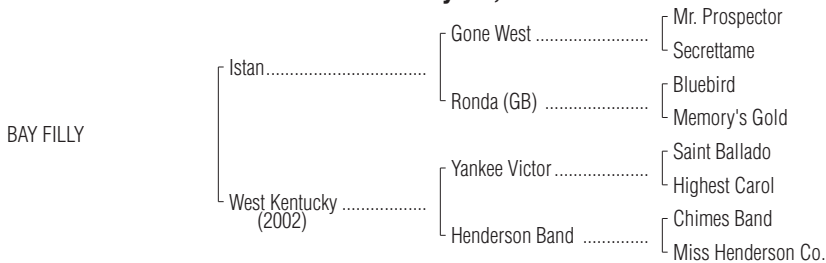 Mr. Prospector
Gone West ........................
Secrettame
Istan.................................
Bluebird
Ronda (GB) ......................
Memory's Gold
BAY FILLY
Saint Ballado
Yankee Victor....................
Highest Carol
West Kentucky ..................
(2002)
Chimes Band
Henderson Band ..............
Miss Henderson Co.